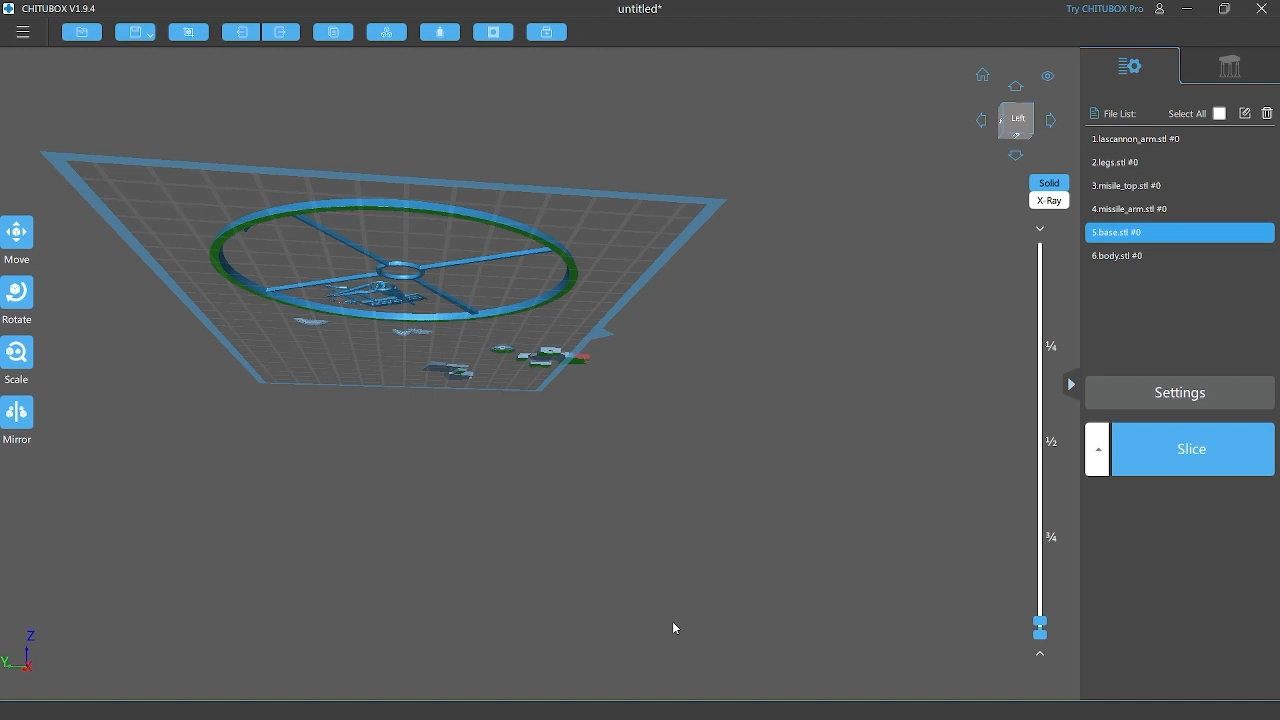 CHITUBOX V1.9.4
untitled*
Try CHITUBOX Pro
Left
File List:
Select All
1.lascannon_arm.stl #0
2.legs.stl #0
3.misile_top.stl #0
4.missile_arm.stl #0
5.base.stl #0
6.body.stl #0
Solid
X-Ray
Move
Rotate
Scale
Mirror
¼
½
¾
Settings
Slice
Z
Y
X